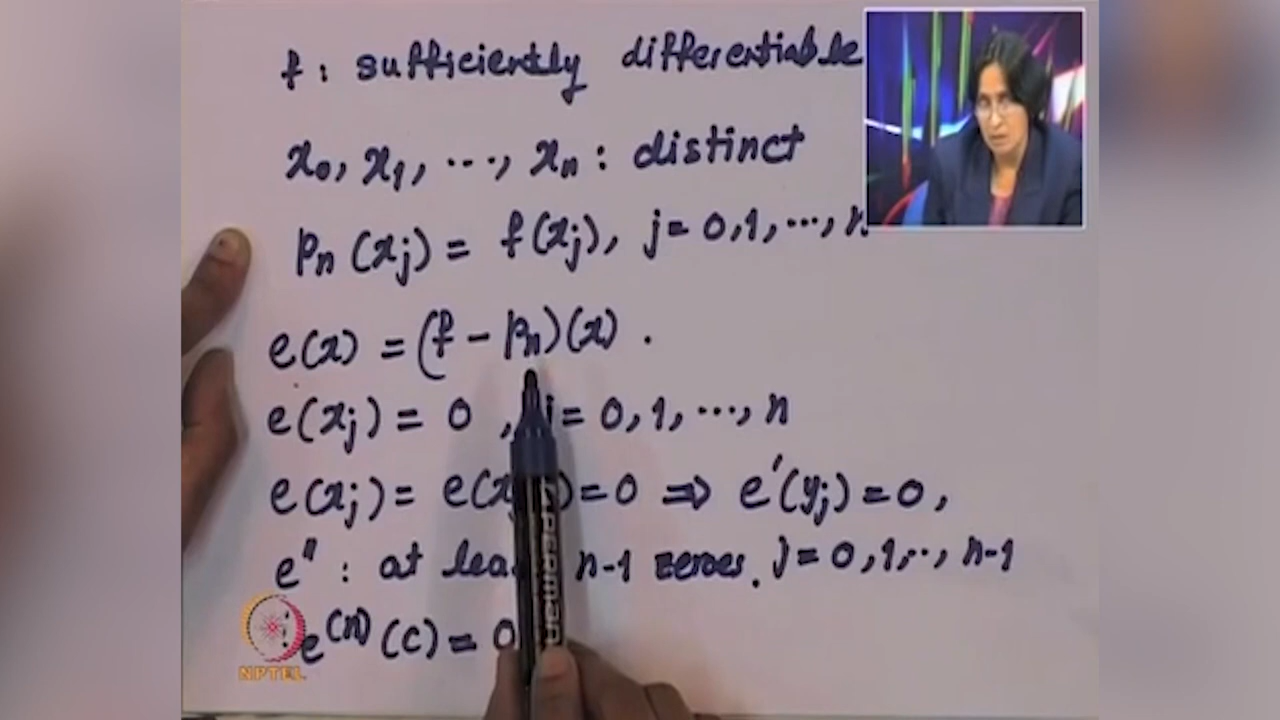 f : sufficiently differentiable
x₀, x₁, ..., xₙ : distinct
pₙ(xⱼ) = f(xⱼ), j = 0, 1, ...,
e(x) = (f - pₙ)(x).
e(xⱼ) = 0, j = 0, 1, ..., n
e(xⱼ) = e(x ) = 0 ⇒ e'(yⱼ) = 0,
e'' : at n-1 zeroes. j = 0, 1, .., n-1
e⁽ⁿ⁾(c) = 0
NPTEL